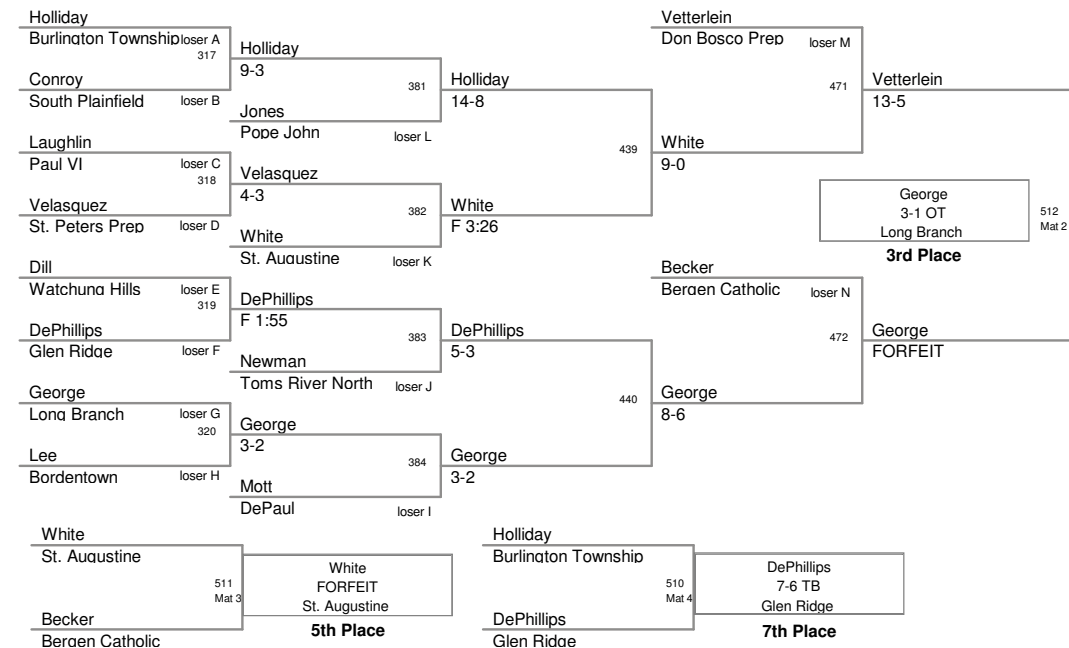 Holliday
Burlington Township loser A
317
Conroy
South Plainfield loser B
Laughlin
Paul VI loser C
318
Velasquez
St. Peters Prep loser D
Dill
Watchung Hills loser E
319
DePhillips
Glen Ridge loser F
George
Long Branch loser G
320
Lee
Bordentown loser H
Holliday
9-3
381
Jones
Pope John loser L
Velasquez
4-3
382
White
St. Augustine loser K
DePhillips
F 1:55
383
Newman
Toms River North loser J
George
3-2
384
Mott
DePaul loser I
Holliday
14-8
439
White
F 3:26
DePhillips
5-3
440
George
3-2
Vetterlein
Don Bosco Prep loser M
471
White
9-0
Becker
Bergen Catholic loser N
472
George
8-6
Vetterlein
13-5
George
3-1 OT
Long Branch
512
Mat 2
3rd Place
George
FORFEIT
White
St. Augustine
511
Mat 3
Becker
Bergen Catholic
White
FORFEIT
St. Augustine
5th Place
Holliday
Burlington Township
510
Mat 4
DePhillips
Glen Ridge
DePhillips
7-6 TB
Glen Ridge
7th Place